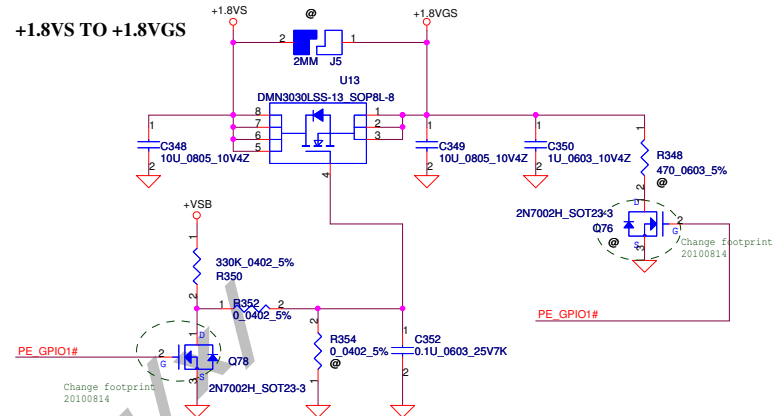 +1.8VS TO +1.8VGS
+1.8VS
@
+1.8VGS
2
1
2MM
J5
U13
DMN3030LSS-13_SOP8L-8
8
7
6
5
1
2
3
4
1
C348
10U_0805_10V4Z
2
1
C349
10U_0805_10V4Z
2
1
C350
1U_0603_10V4Z
2
1
R348
470_0603_5%
@
2
2N7002H_SOT23-3
Q76
@
D
1
2
G
S
3
Change footprint
20100814
PE_GPIO1#
+VSB
1
330K_0402_5%
R350
2
1
R352
2
0_0402_5%
PE_GPIO1#
2
G
D
1
S
3
Q78
2N7002H_SOT23-3
Change footprint
20100814
2
R354
0_0402_5%
@
1
1
C352
0.1U_0603_25V7K
2